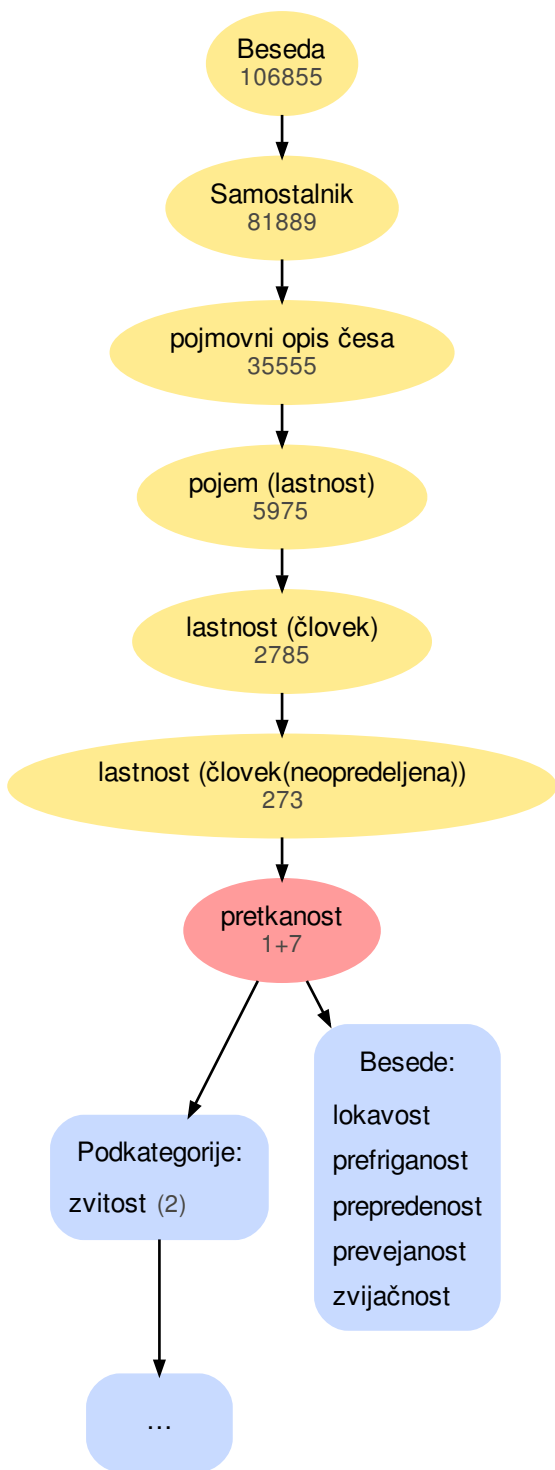 Beseda
106855
Samostalnik
81889
pojmovni opis česa
35555
pojem (lastnost)
5975
lastnost (človek)
2785
lastnost (človek(neopredeljena))
273
pretkanost
1+7
Besede:
lokavost
prefriganost
prepredenost
prevejanost
zvijačnost
Podkategorije:
zvitost (2)
...